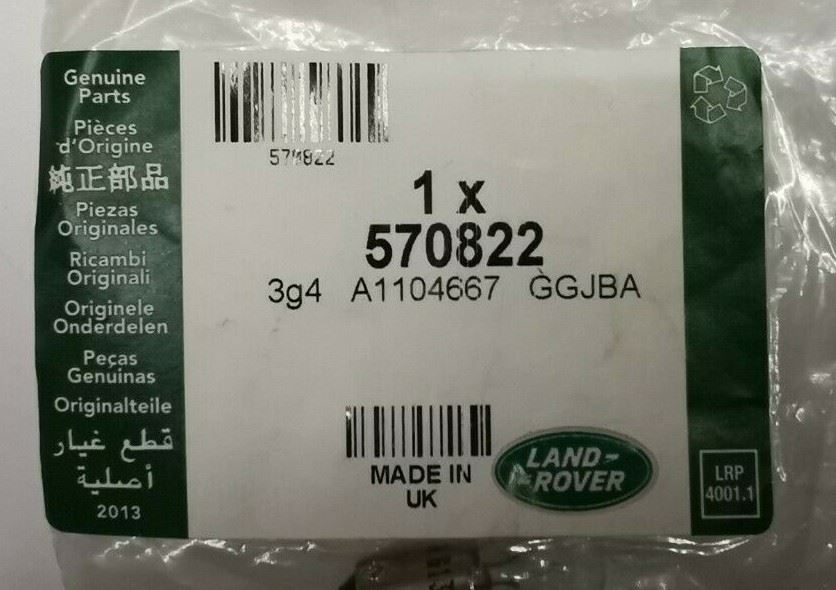 Genuine
Parts
Pièces
d'Origine
純正部品
Piezas
Originales
Ricambi
Originali
Originele
Onderdelen
Peças
Genuinas
Originalteile
قطع غيار
أصلية
2013
570822
1 x
570822
3g4 A1104667 GGJBA
MADE IN
UK
LAND-
ROVER
LRP
4001.1